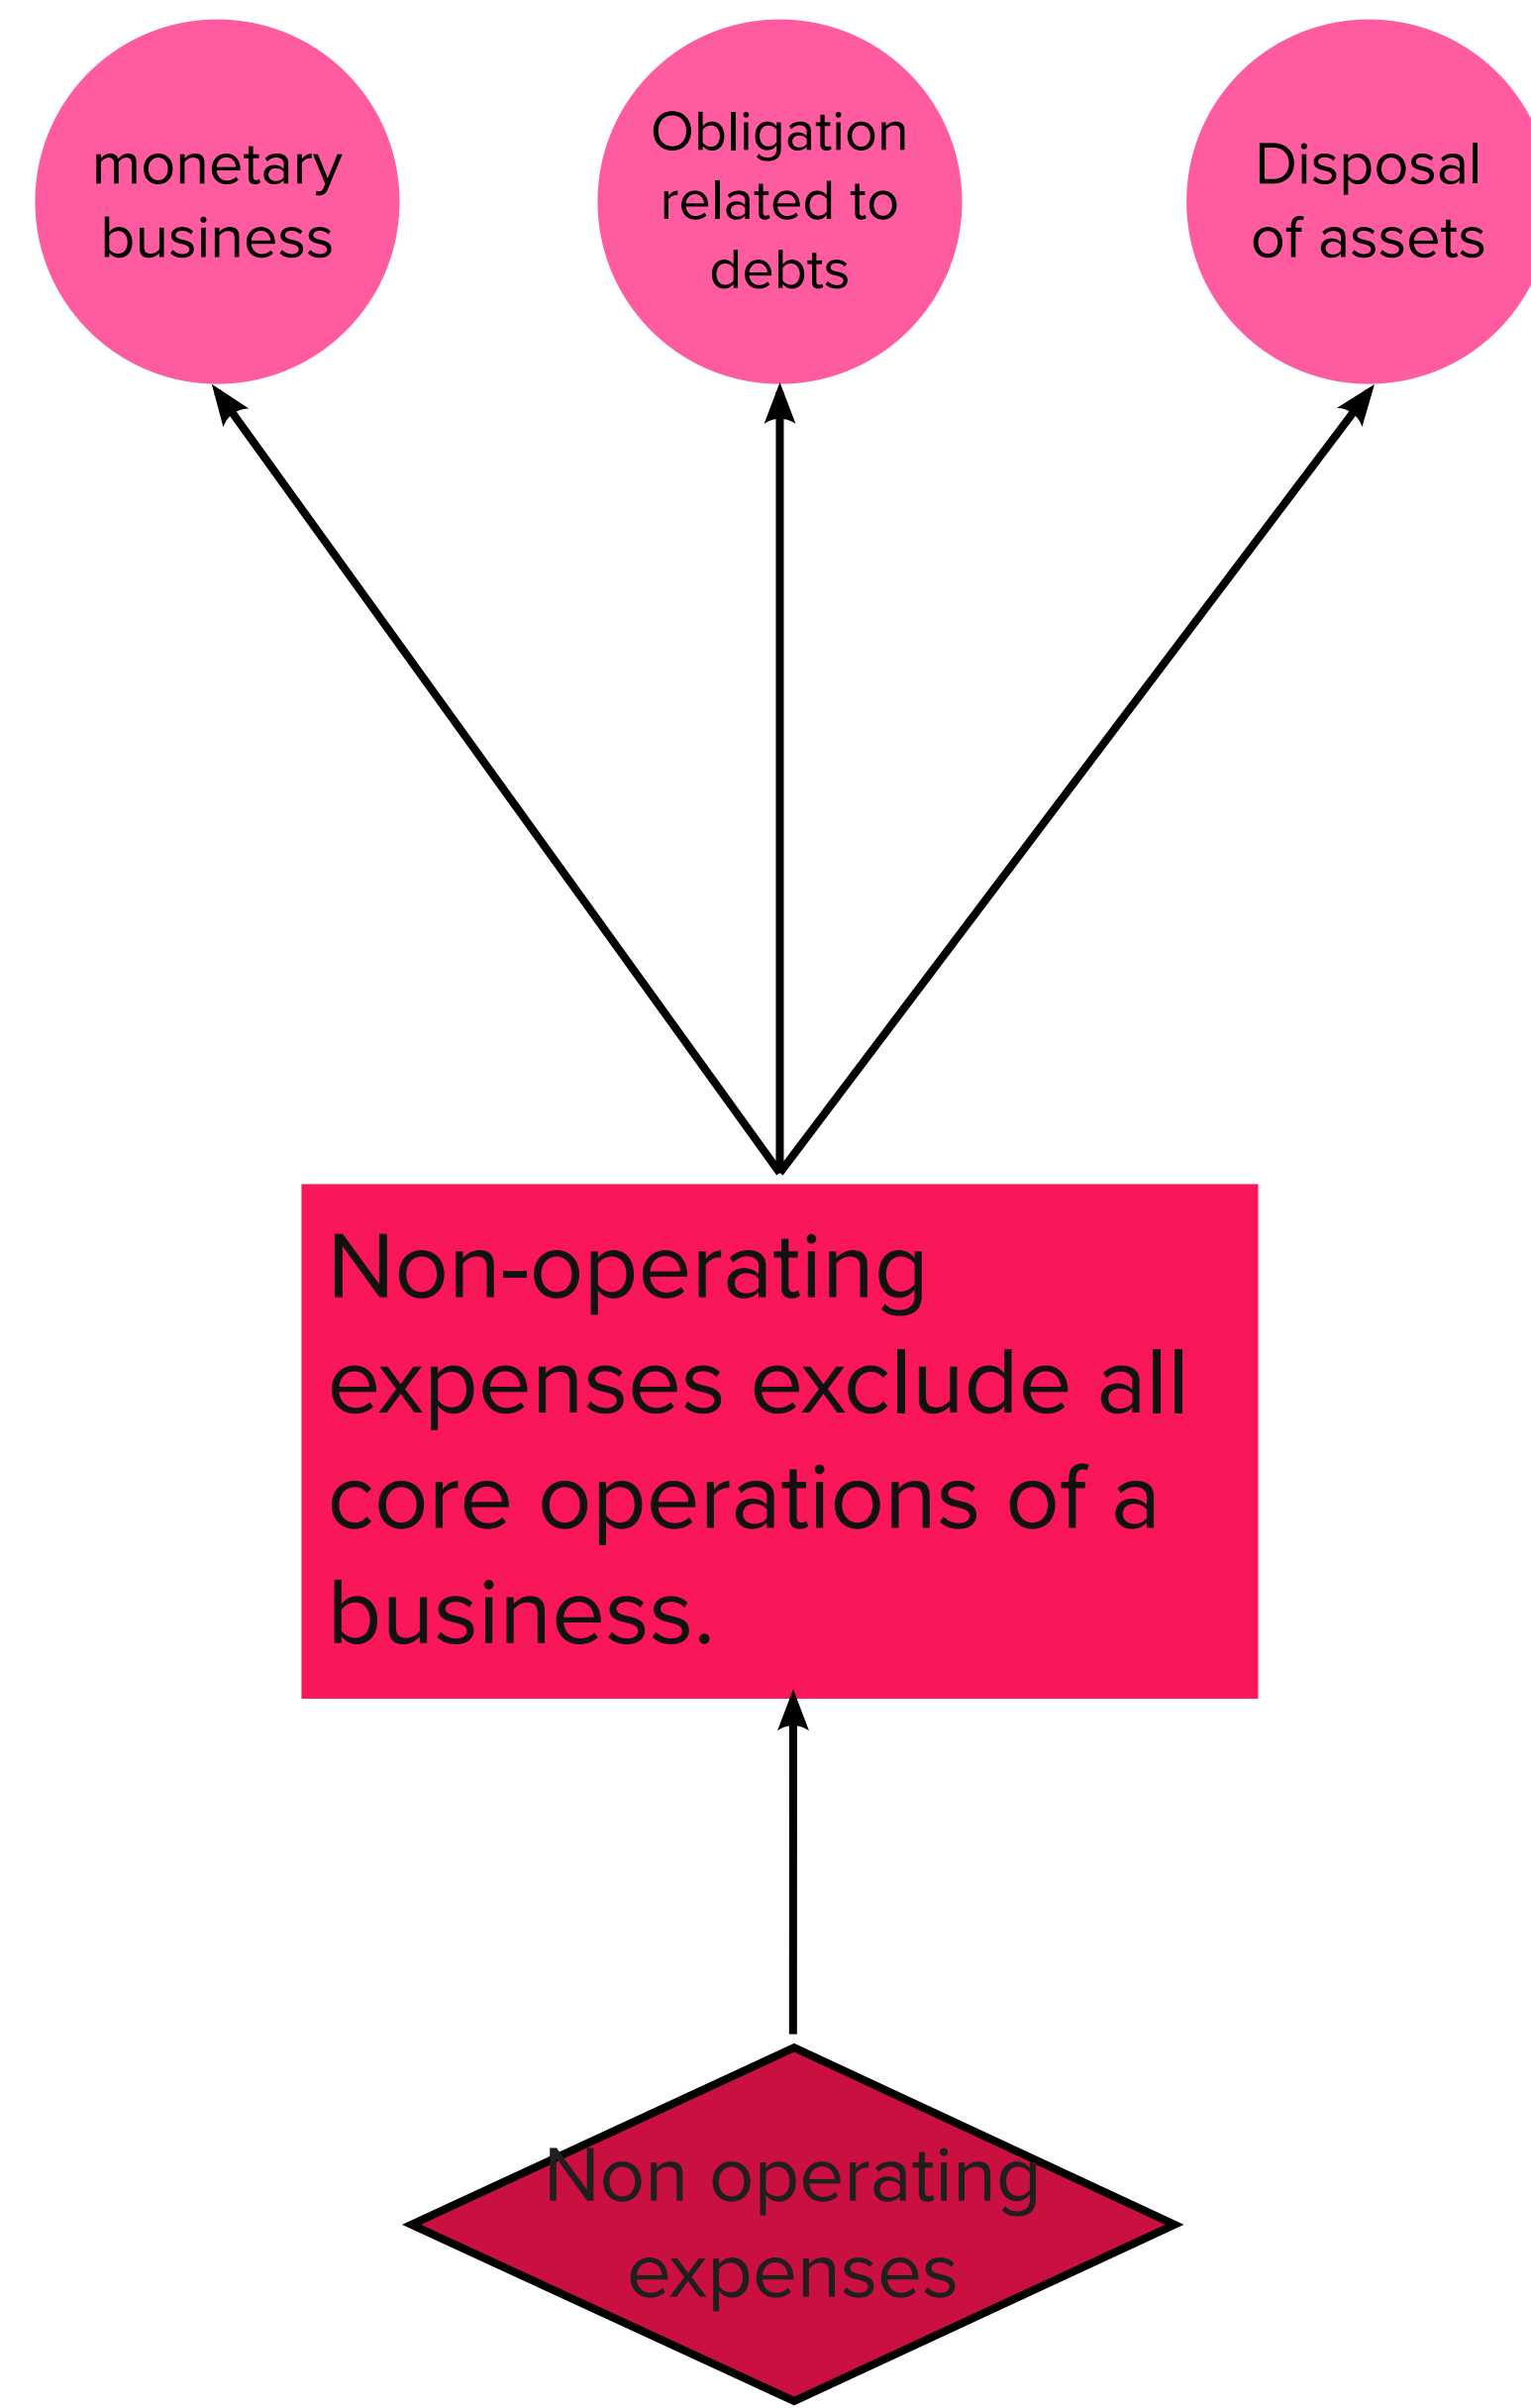 monetary
business
Obligation
related to
debts
Disposal
of assets
Non-operating
expenses exclude all
core operations of a
business.
Non operating
expenses